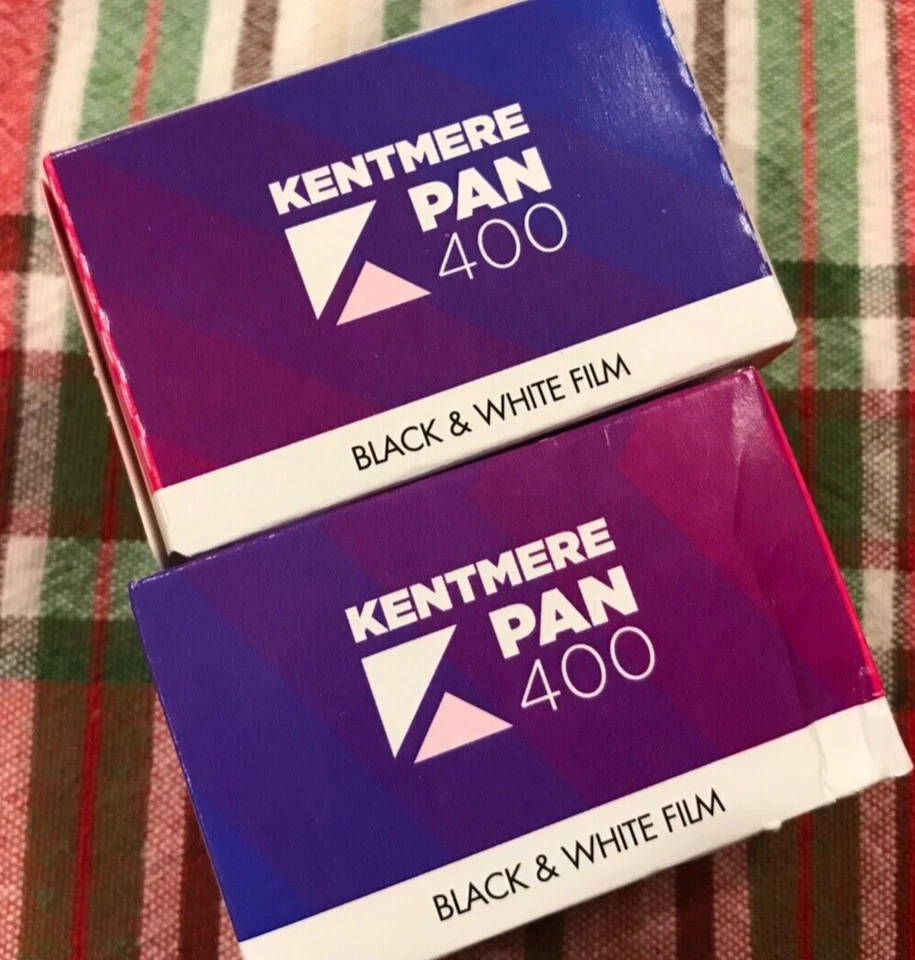 KENTMERE
PAN
400
BLACK & WHITE FILM
KENTMERE
PAN
400
BLACK & WHITE FILM